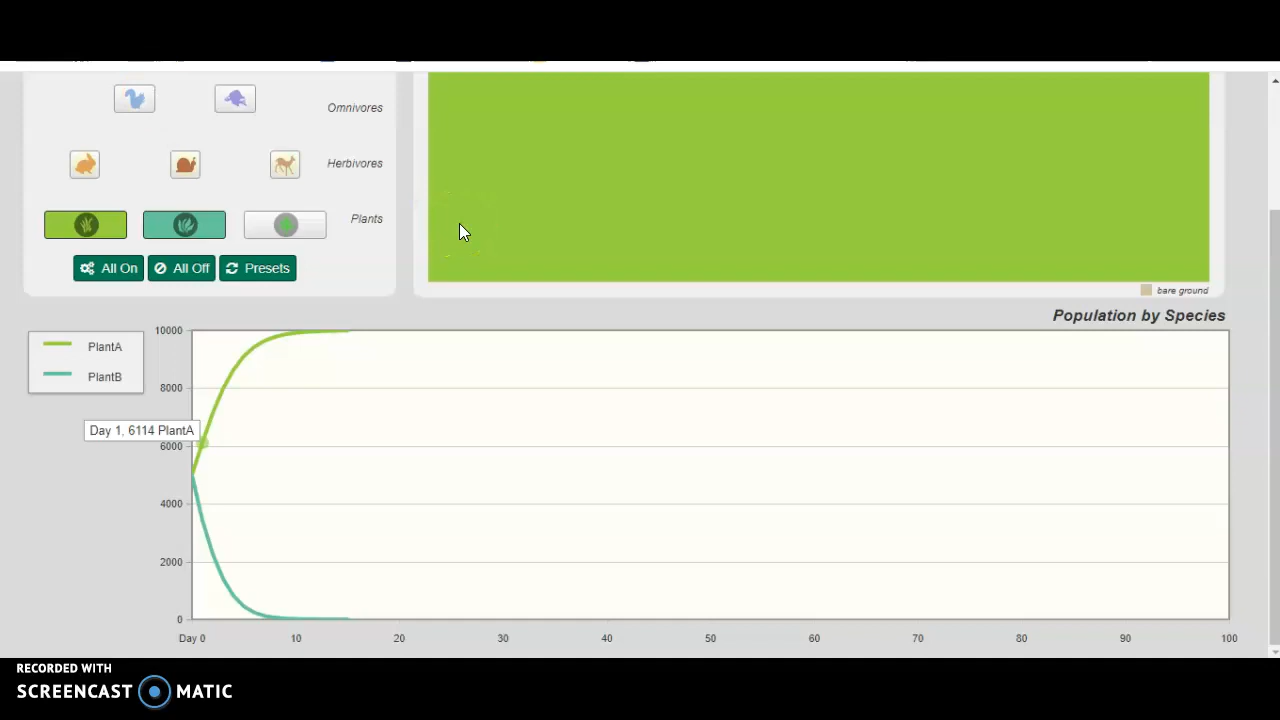 Omnivores
Herbivores
Plants
All On
All Off
Presets
bare ground
Population by Species
PlantA
PlantB
Day 1, 6114 PlantA
10000
8000
6000
4000
2000
0
Day 0 10 20 30 40 50 60 70 80 90 100
RECORDED WITH
SCREENCAST MATIC